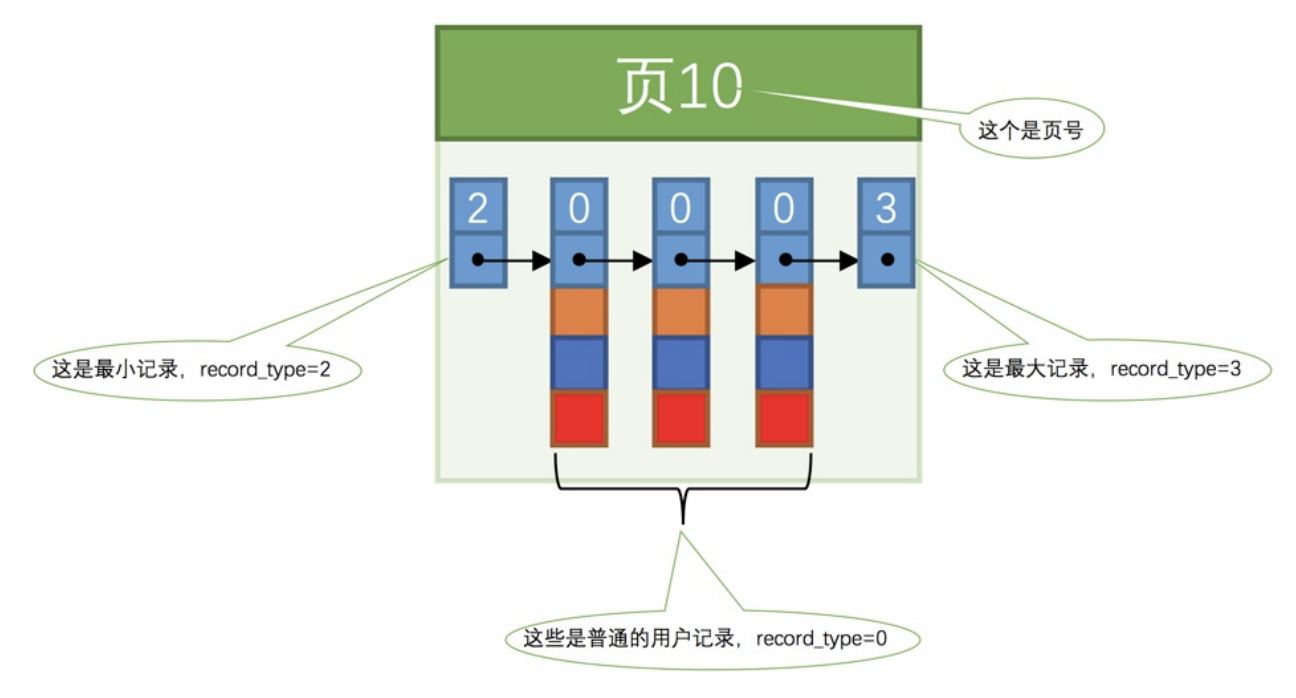 页10
这个是页号
2 0 0 0 3
这是最小记录，record_type=2
这是最大记录，record_type=3
这些是普通的用户记录，record_type=0